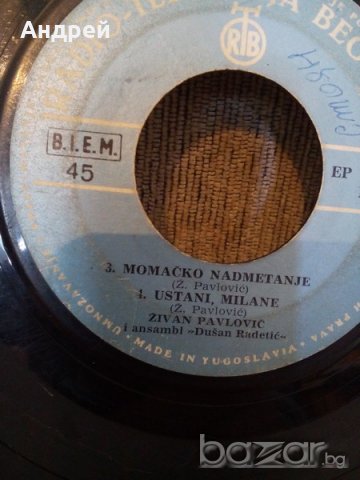 Андрей
RTB
B.I.E.M.
45
EP
3. MOMAČKO NADMETANJE
(Ž. Pavlović)
4. USTANI, MILANE
(Ž. Pavlović)
ŽIVAN PAVLOVIĆ
i ansambl »Dušan Radetić«
MADE IN YUGOSLAVIA
Bazar.bg